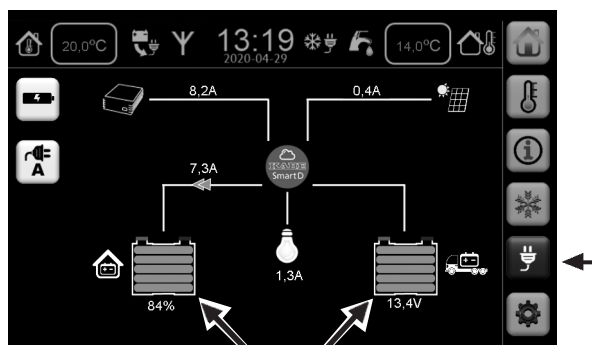 20,0°C
13:19
2020-04-29
14,0°C
8,2A
0,4A
A
7,3A
KABE
SmartD
1,3A
84%
13,4V